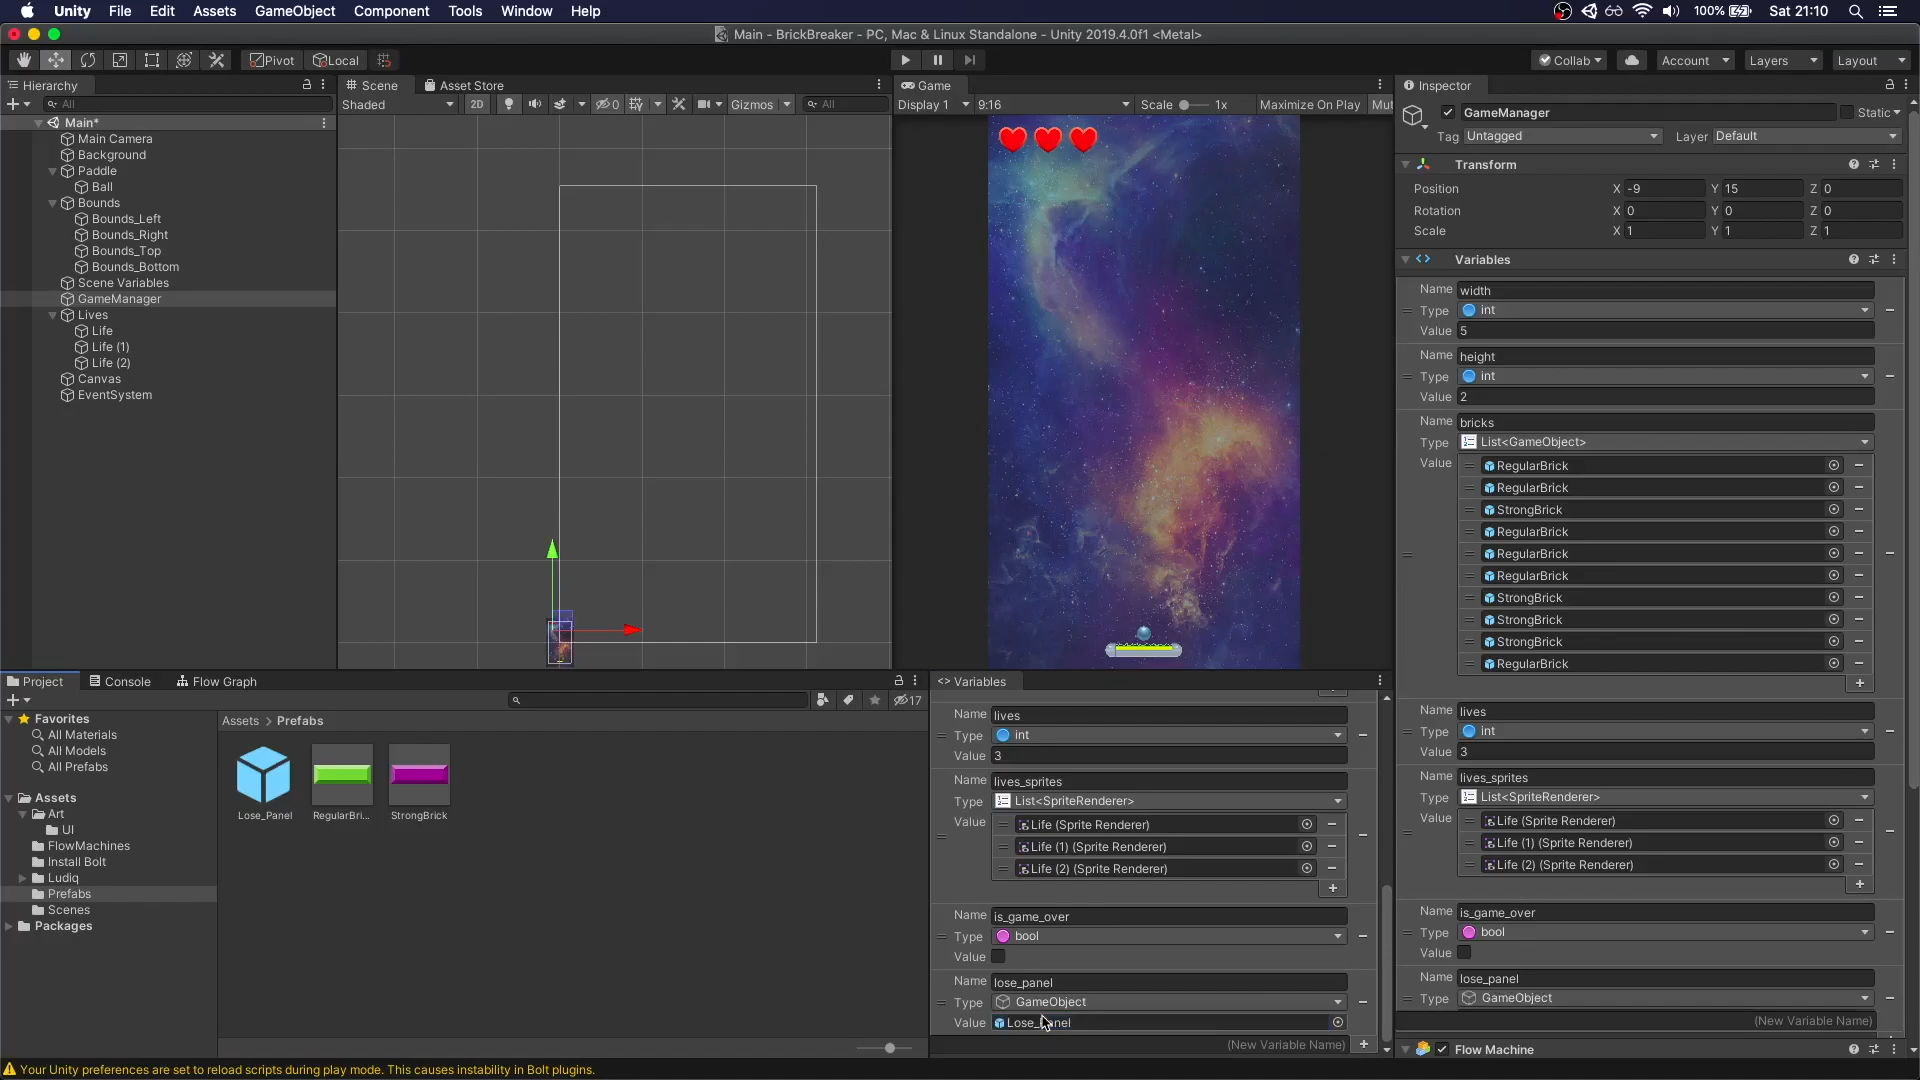 Unity File Edit Assets GameObject Component Tools Window Help 100% Sat 21:10
Main - BrickBreaker - PC, Mac & Linux Standalone - Unity 2019.4.0f1 <Metal>
Pivot Local Collab Account Layers Layout
Hierarchy
All
Main*
Main Camera
Background
Paddle
Ball
Bounds
Bounds_Left
Bounds_Right
Bounds_Top
Bounds_Bottom
Scene Variables
GameManager
Lives
Life
Life (1)
Life (2)
Canvas
EventSystem
Scene Asset Store
Shaded 2D 0 Gizmos All
Game
Display 1 9:16 Scale 1x Maximize On Play Mut
Inspector
GameManager Static
Tag Untagged Layer Default
Transform
Position X -9 Y 15 Z 0
Rotation X 0 Y 0 Z 0
Scale X 1 Y 1 Z 1
Variables
Name width
Type int
Value 5
Name height
Type int
Value 2
Name bricks
Type List<GameObject>
Value RegularBrick
RegularBrick
StrongBrick
RegularBrick
RegularBrick
RegularBrick
StrongBrick
StrongBrick
StrongBrick
RegularBrick
Name lives
Type int
Value 3
Name lives_sprites
Type List<SpriteRenderer>
Value Life (Sprite Renderer)
Life (1) (Sprite Renderer)
Life (2) (Sprite Renderer)
Name is_game_over
Type bool
Value
Name lose_panel
Type GameObject
(New Variable Name)
Flow Machine
Project Console Flow Graph
17
Favorites
All Materials
All Models
All Prefabs
Assets
Art
UI
FlowMachines
Install Bolt
Ludiq
Prefabs
Scenes
Packages
Assets > Prefabs
Lose_Panel RegularBri... StrongBrick
Variables
Name lives
Type int
Value 3
Name lives_sprites
Type List<SpriteRenderer>
Value Life (Sprite Renderer)
Life (1) (Sprite Renderer)
Life (2) (Sprite Renderer)
Name is_game_over
Type bool
Value
Name lose_panel
Type GameObject
Value Lose_Panel
(New Variable Name)
Your Unity preferences are set to reload scripts during play mode. This causes instability in Bolt plugins.